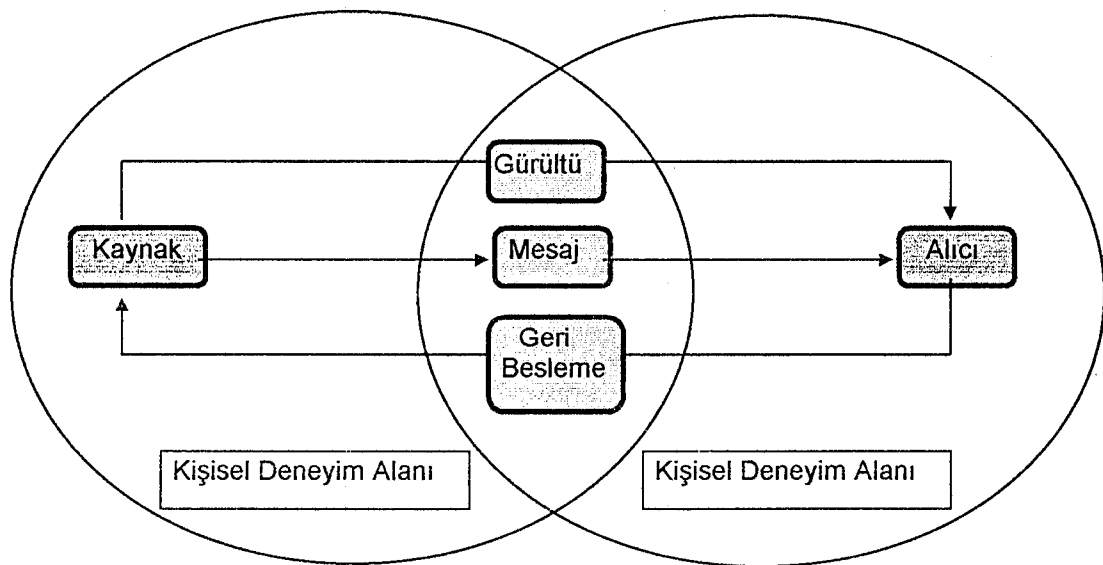 Gürültü
Kaynak
Mesaj
Alıcı
Geri
Besleme
Kişisel Deneyim Alanı
Kişisel Deneyim Alanı